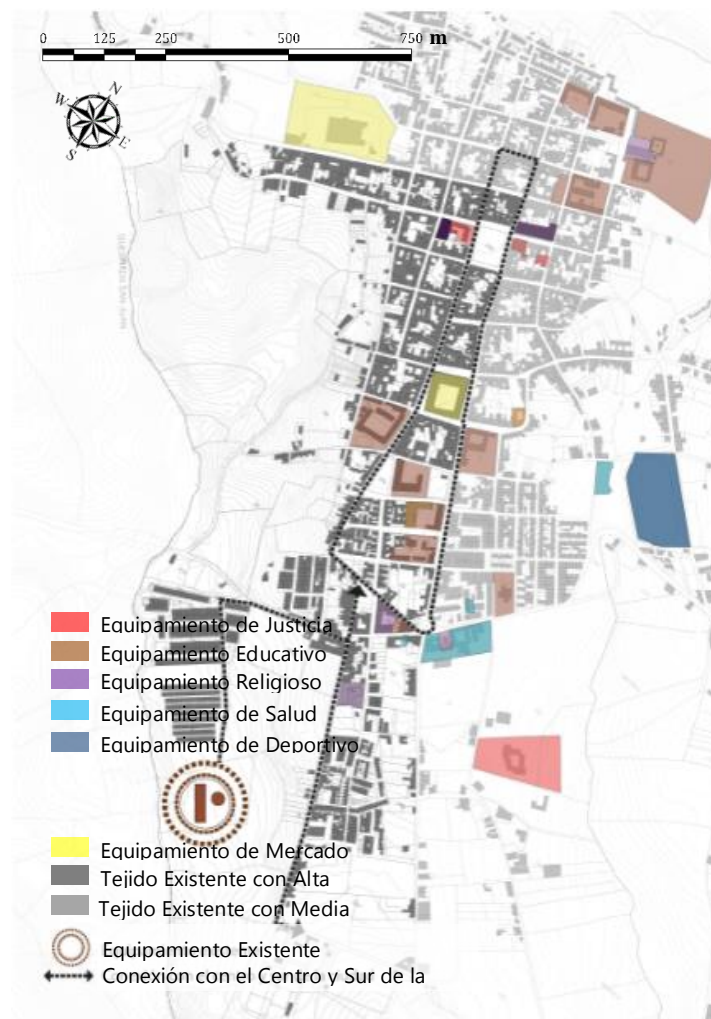 0 125 250 500 750 m
N
W
E
S
Equipamiento de Justicia
Equipamiento Educativo
Equipamiento Religioso
Equipamiento de Salud
Equipamiento de Deportivo
Equipamiento de Mercado
Tejido Existente con Alta
Tejido Existente con Media
Equipamiento Existente
Conexión con el Centro y Sur de la